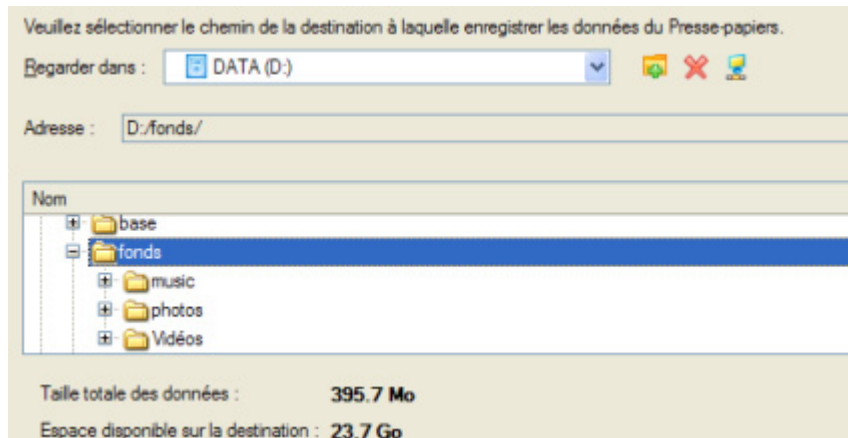 Veuillez sélectionner le chemin de la destination à laquelle enregistrer les données du Presse-papiers.
Regarder dans : DATA (D:)
Adresse : D:/fonds/
Nom
base
fonds
music
photos
Vidéos
Taille totale des données : 395.7 Mo
Espace disponible sur la destination : 23.7 Go